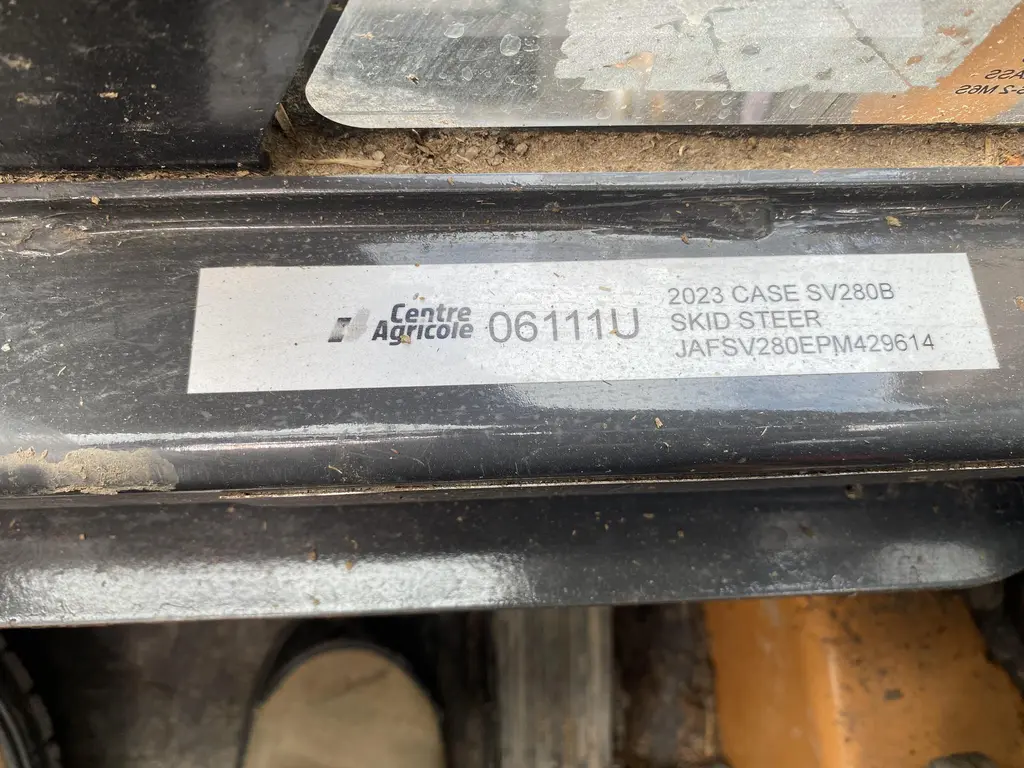 Centre
Agricole
06111U
2023 CASE SV280B
SKID STEER
JAFSV280EPM429614